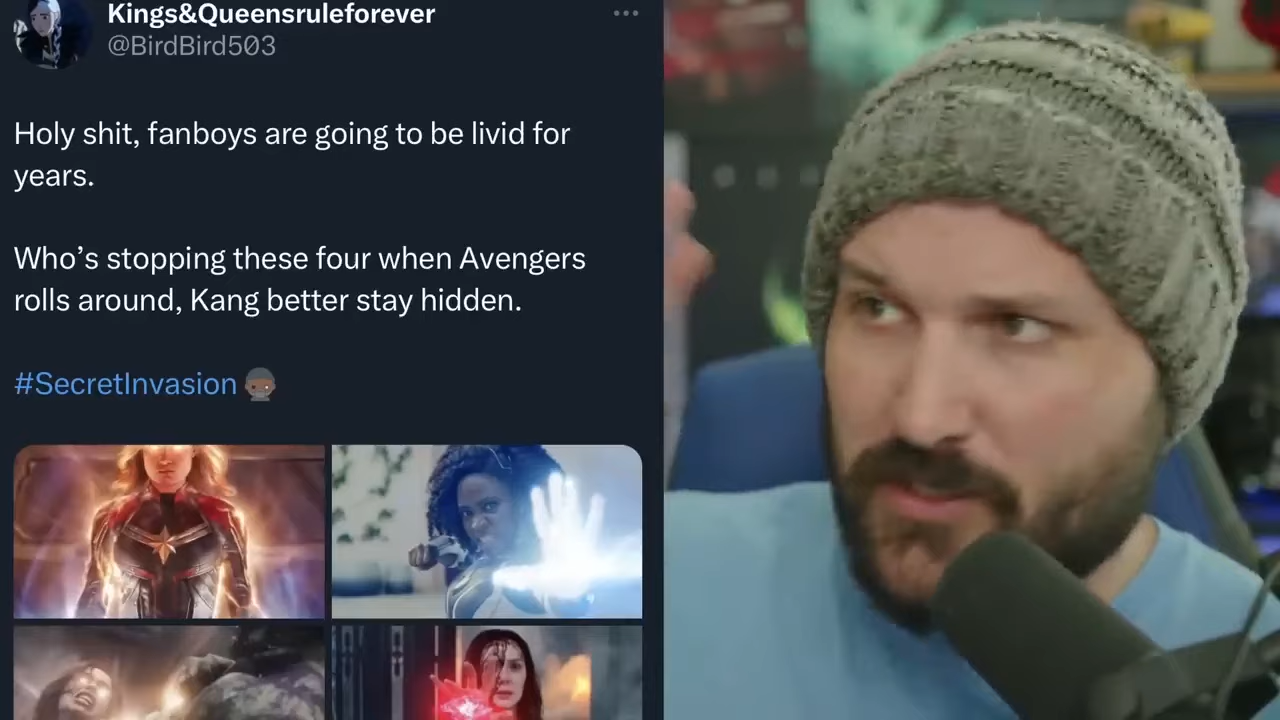 Kings&Queensruleforever
@BirdBird503
Holy shit, fanboys are going to be livid for
years.
Who’s stopping these four when Avengers
rolls around, Kang better stay hidden.
#SecretInvasion